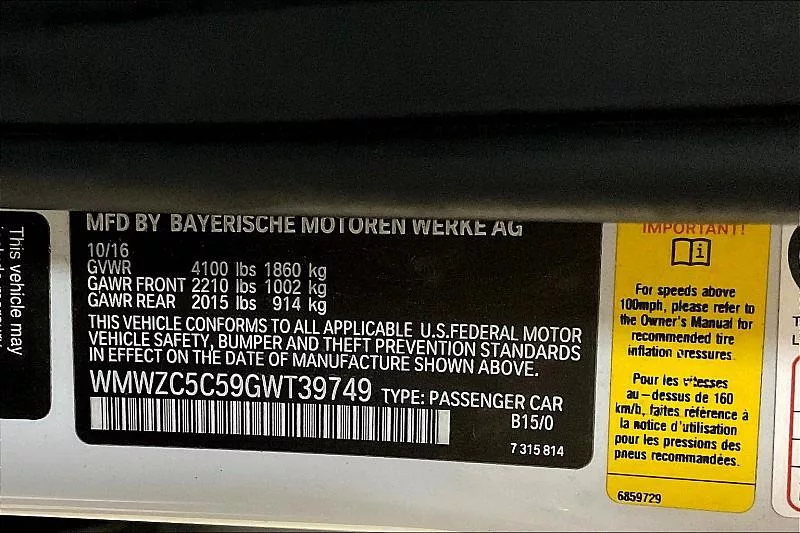 This vehicle may
MFD BY BAYERISCHE MOTOREN WERKE AG
10/16
GVWR 4100 lbs 1860 kg
GAWR FRONT 2210 lbs 1002 kg
GAWR REAR 2015 lbs 914 kg
THIS VEHICLE CONFORMS TO ALL APPLICABLE U.S.FEDERAL MOTOR
VEHICLE SAFETY, BUMPER AND THEFT PREVENTION STANDARDS
IN EFFECT ON THE DATE OF MANUFACTURE SHOWN ABOVE.
WMWZC5C59GWT39749 TYPE: PASSENGER CAR
B15/0
7 315 814
IMPORTANT!
For speeds above
100mph, please refer to
the Owner's Manual for
recommended tire
inflation pressures.
Pour les vitesses
au-dessus de 160
km/b, faites référence à
la notice d'utilisation
pour les pressions des
pneus recommandées.
6859729